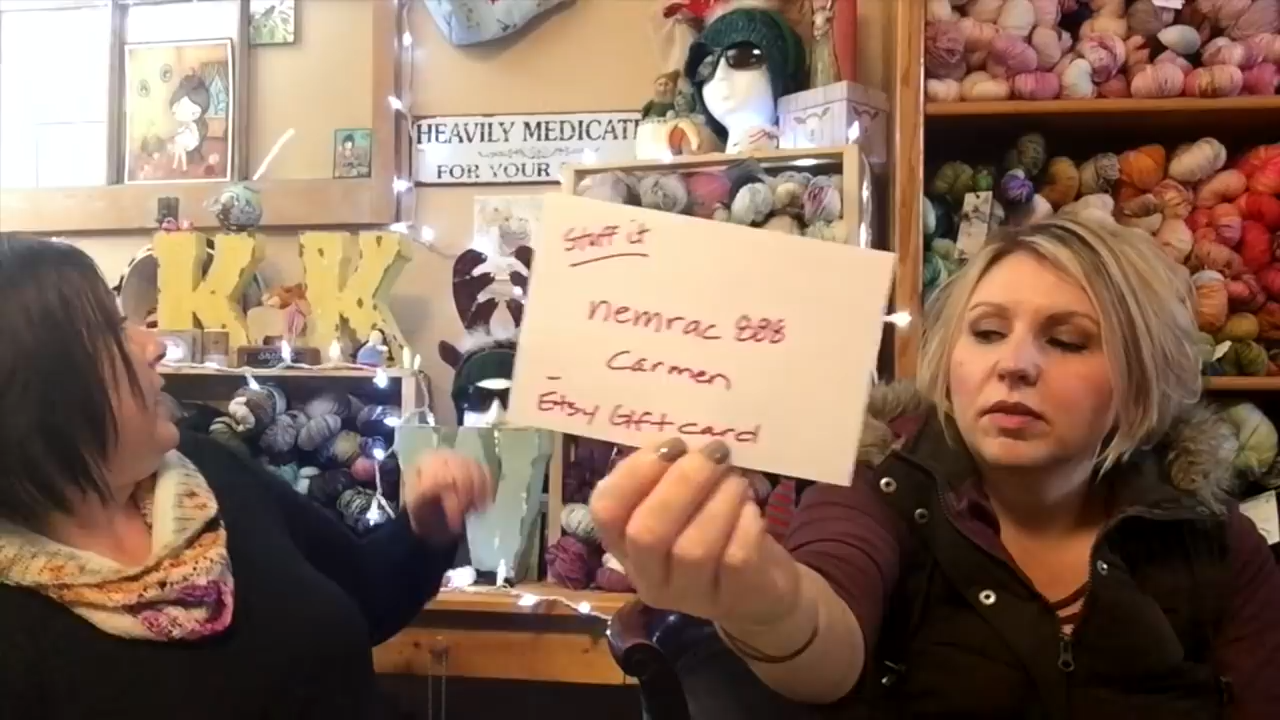 HEAVILY MEDICATE
FOR YOUR
K K
Stuff it
nemrac 888
Carmen
Etsy Gift card